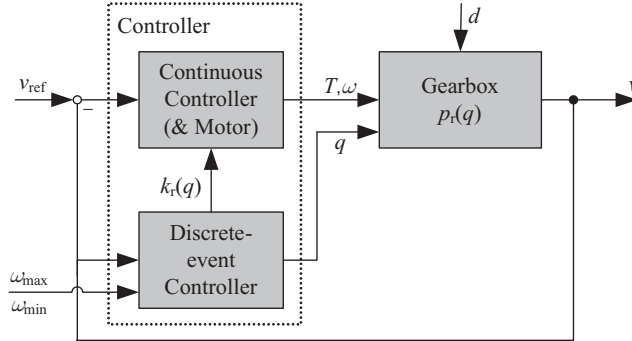 Controller
d
v_ref
−
Continuous
Controller
(& Motor)
T,ω
Gearbox
p_r(q)
v
q
k_r(q)
Discrete-
event
Controller
ω_max
ω_min